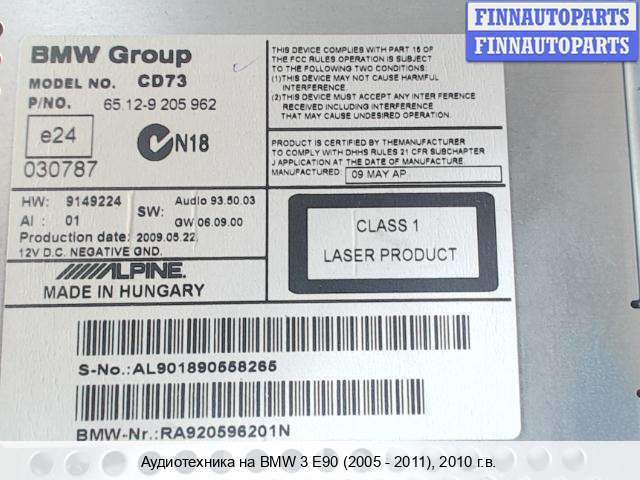 FINNAUTOPARTS
FINNAUTOPARTS
BMW Group
MODEL NO. CD73
P/NO. 65.12-9 205 962
e24
030787
N18
THIS DEVICE COMPLIES WITH PART 15 OF
THE FCC RULES OPERATION IS SUBJECT
TO THE FOLLOWING TWO CONDITIONS:
(1)THIS DEVICE MAY NOT CAUSE HARMFUL
INTERFERENCE.
(2)THIS DEVICE MUST ACCEPT ANY INTERFERENCE
RECEIVED INCLUDING INTERFERENCE
THAT MAY CAUSE UNDESIRED OPERATION.
PRODUCT IS CERTIFIED BY THEMANUFACTURER
TO COMPLY WITH DHHS RULES 21 CFR SUBCHAPTER
J APPLICATION AT THE DATE OF MANUFACTURE.
MANUFACTURED: 09 MAY AP
HW: 9149224
AI: 01
SW: Audio 93.50.03
GW 06.09.00
Production date: 2009.05.22
12V D.C. NEGATIVE GND.
ALPINE
MADE IN HUNGARY
CLASS 1
LASER PRODUCT
S-No.:AL901890558265
BMW-Nr.:RA920596201N
Аудиотехника на BMW 3 E90 (2005 - 2011), 2010 г.в.